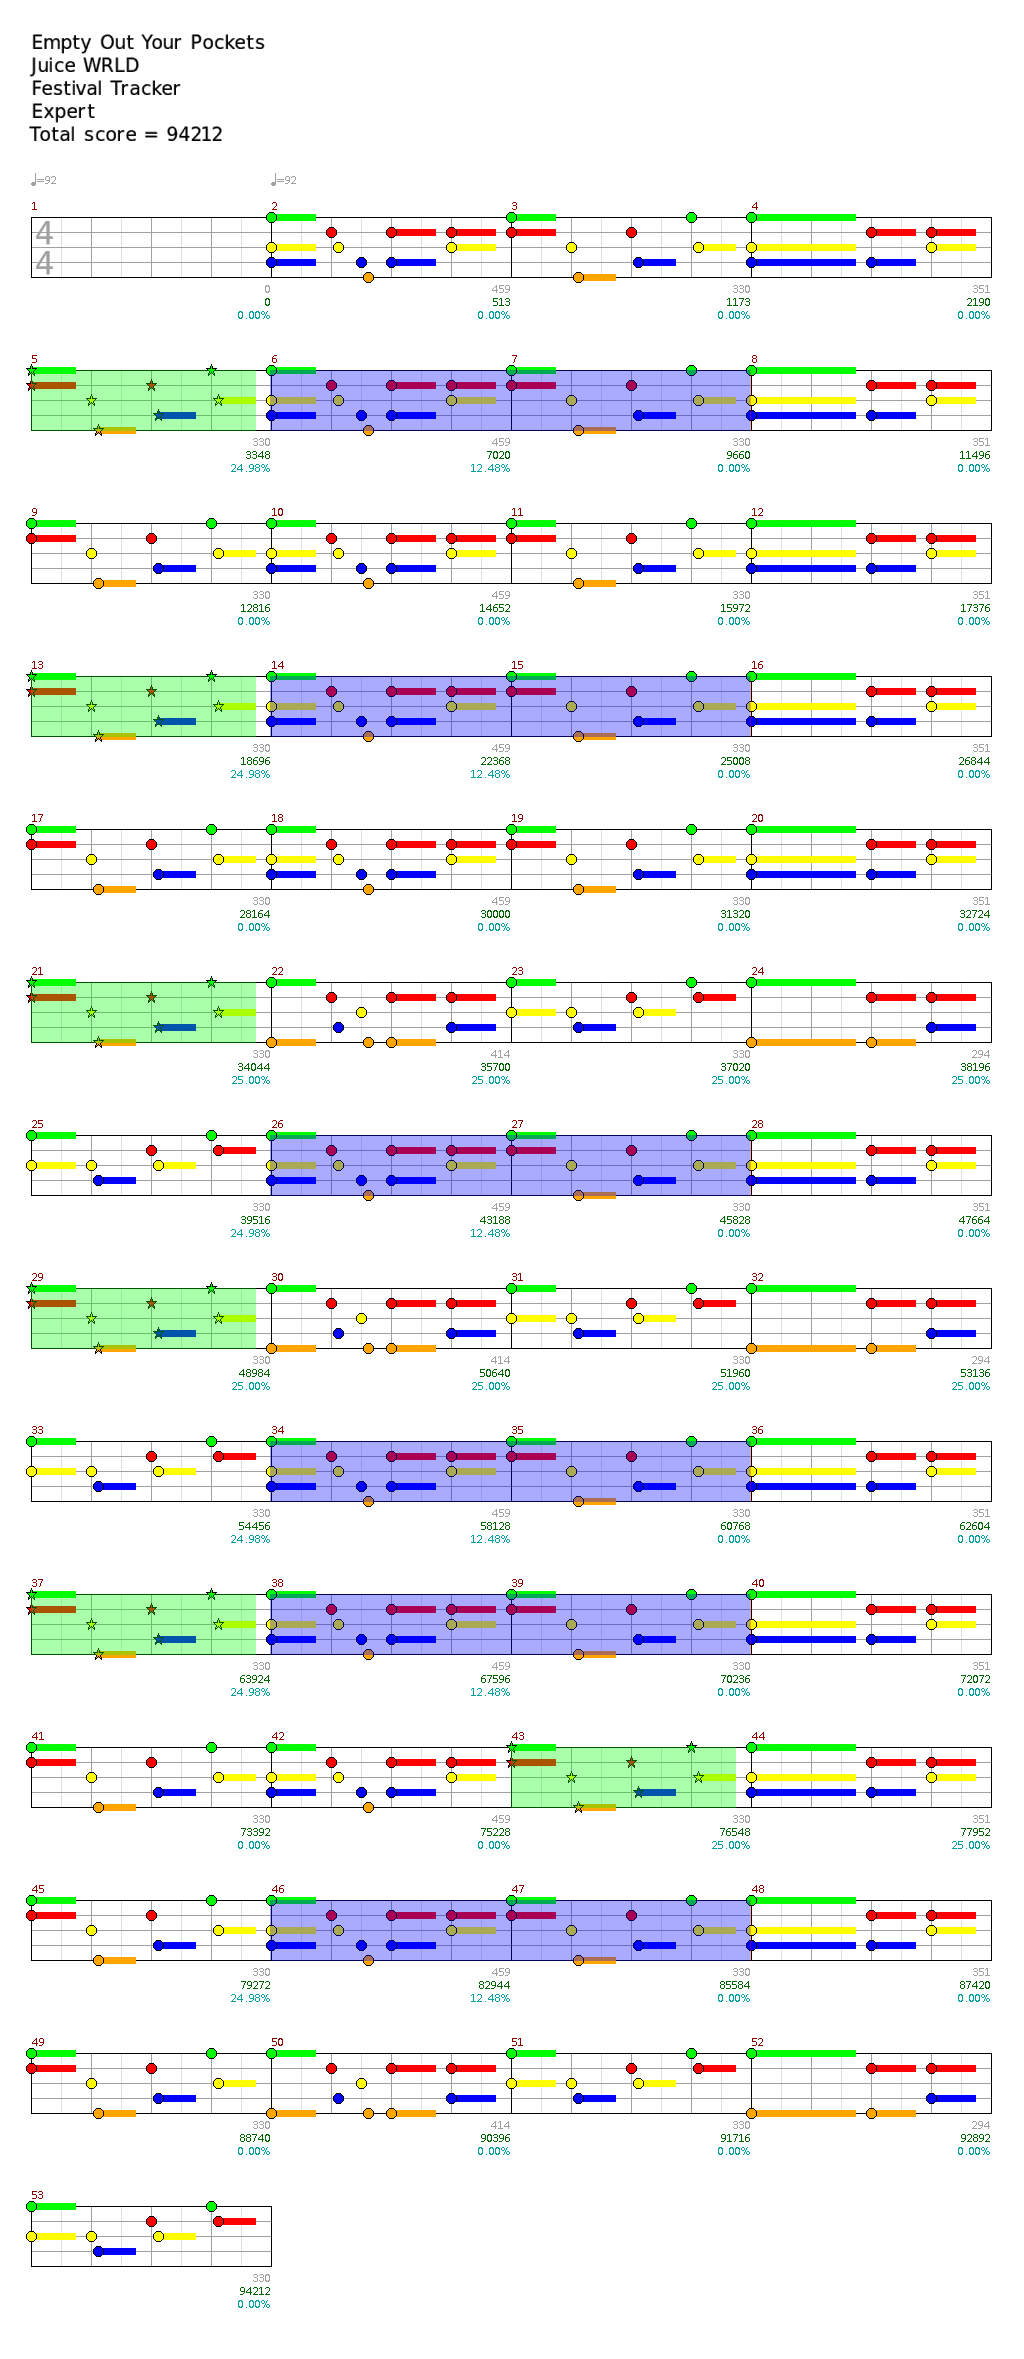 Empty Out Your Pockets
Juice WRLD
Festival Tracker
Expert
Total score = 94212
♩=92 ♩=92
1 2 3 4
4
4
0 459 330 351
0 513 1173 2190
0.00% 0.00% 0.00% 0.00%
5 6 7 8
330 459 330 351
3348 7020 9660 11496
24.98% 12.48% 0.00% 0.00%
9 10 11 12
330 459 330 351
12816 14652 15972 17376
0.00% 0.00% 0.00% 0.00%
13 14 15 16
330 459 330 351
18696 22368 25008 26844
24.98% 12.48% 0.00% 0.00%
17 18 19 20
330 459 330 351
28164 30000 31320 32724
0.00% 0.00% 0.00% 0.00%
21 22 23 24
330 414 330 294
34044 35700 37020 38196
25.00% 25.00% 25.00% 25.00%
25 26 27 28
330 459 330 351
39516 43188 45828 47664
24.98% 12.48% 0.00% 0.00%
29 30 31 32
330 414 330 294
48984 50640 51960 53136
25.00% 25.00% 25.00% 25.00%
33 34 35 36
330 459 330 351
54456 58128 60768 62604
24.98% 12.48% 0.00% 0.00%
37 38 39 40
330 459 330 351
63924 67596 70236 72072
24.98% 12.48% 0.00% 0.00%
41 42 43 44
330 459 330 351
73392 75228 76548 77952
0.00% 0.00% 25.00% 25.00%
45 46 47 48
330 459 330 351
79272 82944 85584 87420
24.98% 12.48% 0.00% 0.00%
49 50 51 52
330 414 330 294
88740 90396 91716 92892
0.00% 0.00% 0.00% 0.00%
53
330
94212
0.00%